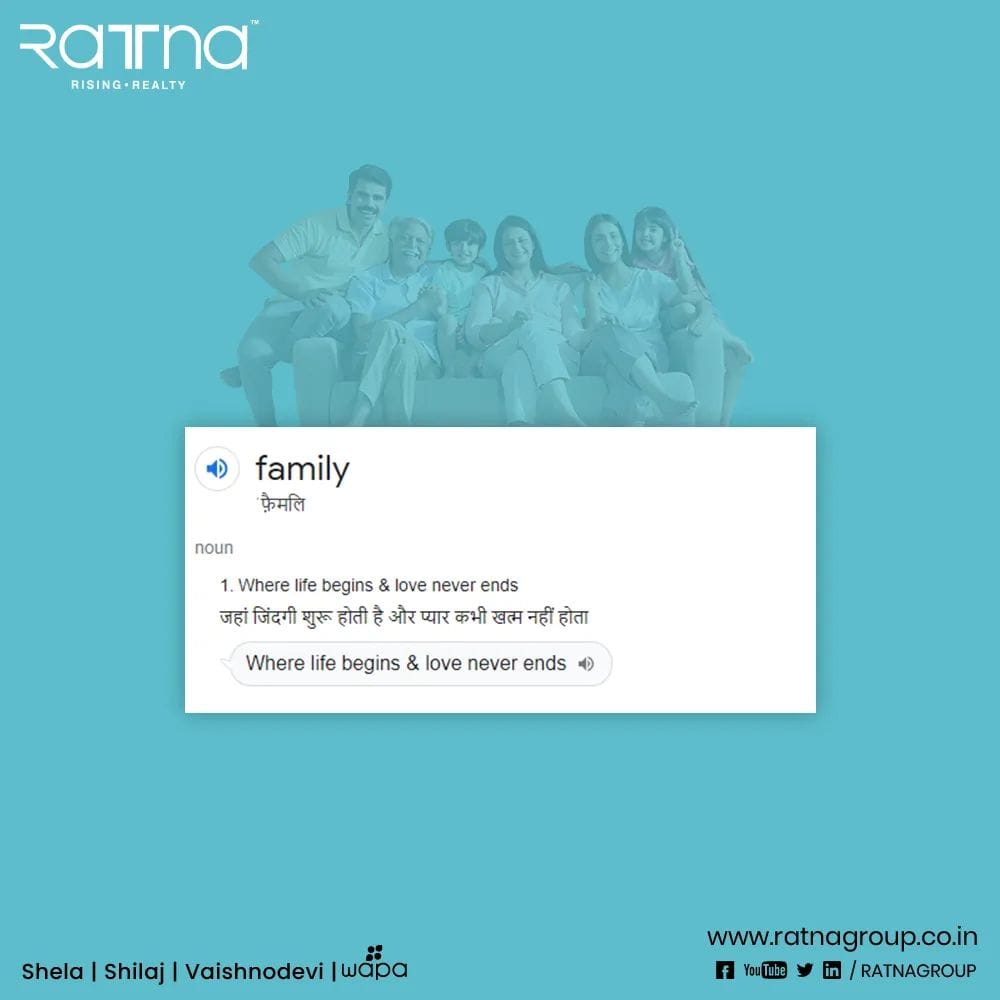 RaTTna™
RISING • REALTY
family
ˈफ़ैमलि
noun
1. Where life begins & love never ends
जहां जिंदगी शुरू होती है और प्यार कभी खत्म नहीं होता
Where life begins & love never ends
www.ratnagroup.co.in
Shela | Shilaj | Vaishnodevi | wapa
YouTube / RATNAGROUP